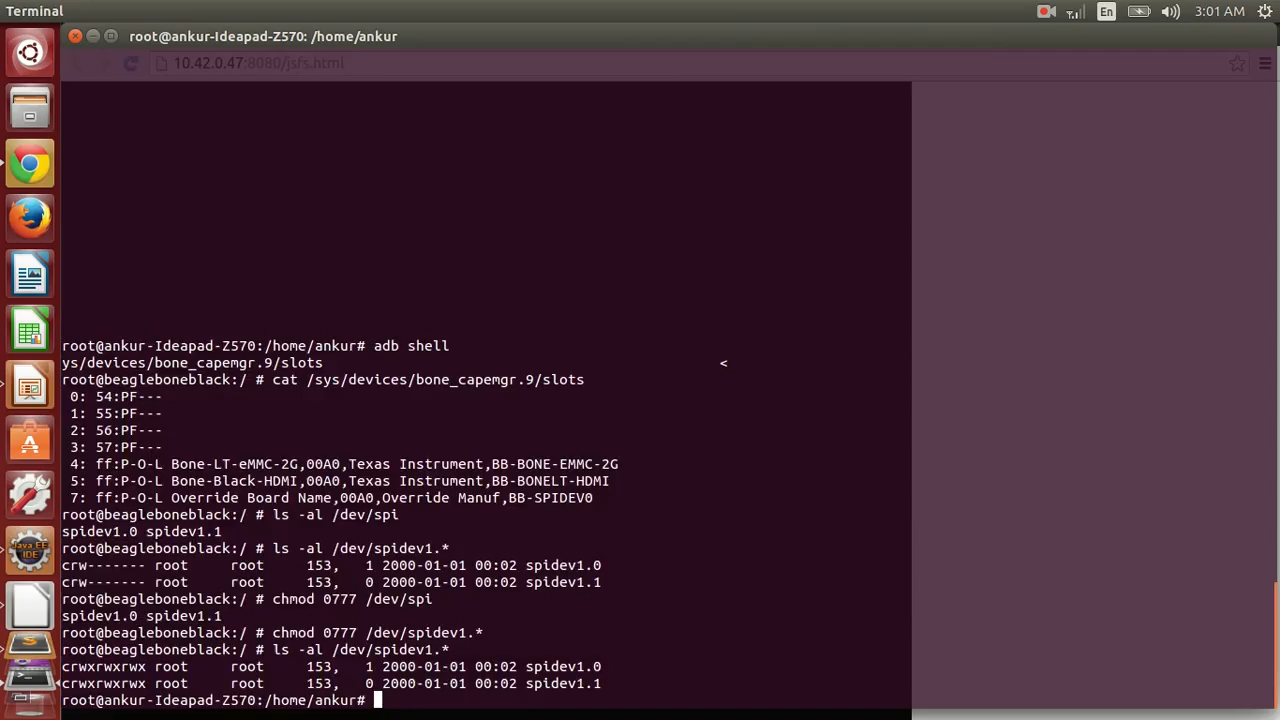 Terminal
En
3:01 AM
root@ankur-Ideapad-Z570: /home/ankur
10.42.0.47:8080/jsfs.html
root@ankur-Ideapad-Z570:/home/ankur# adb shell
ys/devices/bone_capemgr.9/slots <
root@beagleboneblack:/ # cat /sys/devices/bone_capemgr.9/slots
0: 54:PF---
1: 55:PF---
2: 56:PF---
3: 57:PF---
4: ff:P-O-L Bone-LT-eMMC-2G,00A0,Texas Instrument,BB-BONE-EMMC-2G
5: ff:P-O-L Bone-Black-HDMI,00A0,Texas Instrument,BB-BONELT-HDMI
7: ff:P-O-L Override Board Name,00A0,Override Manuf,BB-SPIDEV0
root@beagleboneblack:/ # ls -al /dev/spi
spidev1.0 spidev1.1
root@beagleboneblack:/ # ls -al /dev/spidev1.*
crw------- root     root     153,   1 2000-01-01 00:02 spidev1.0
crw------- root     root     153,   0 2000-01-01 00:02 spidev1.1
root@beagleboneblack:/ # chmod 0777 /dev/spi
spidev1.0 spidev1.1
root@beagleboneblack:/ # chmod 0777 /dev/spidev1.*
root@beagleboneblack:/ # ls -al /dev/spidev1.*
crwxrwxrwx root     root     153,   1 2000-01-01 00:02 spidev1.0
crwxrwxrwx root     root     153,   0 2000-01-01 00:02 spidev1.1
root@ankur-Ideapad-Z570:/home/ankur#
Java EE
IDE